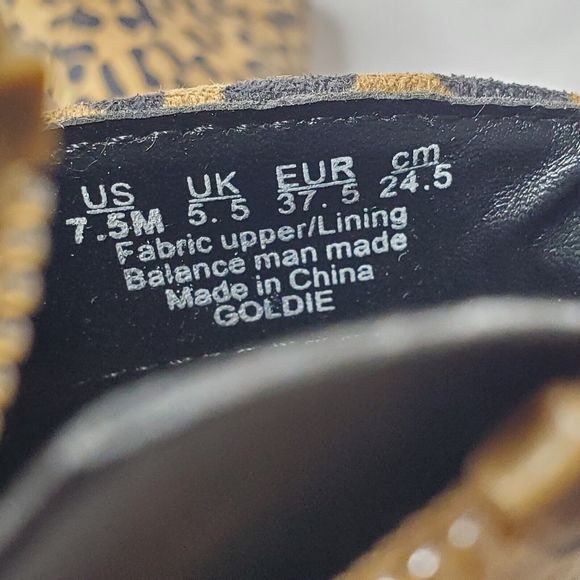 US UK EUR cm
7.5M 5.5 37.5 24.5
Fabric upper/Lining
Balance man made
Made in China
GOLDIE